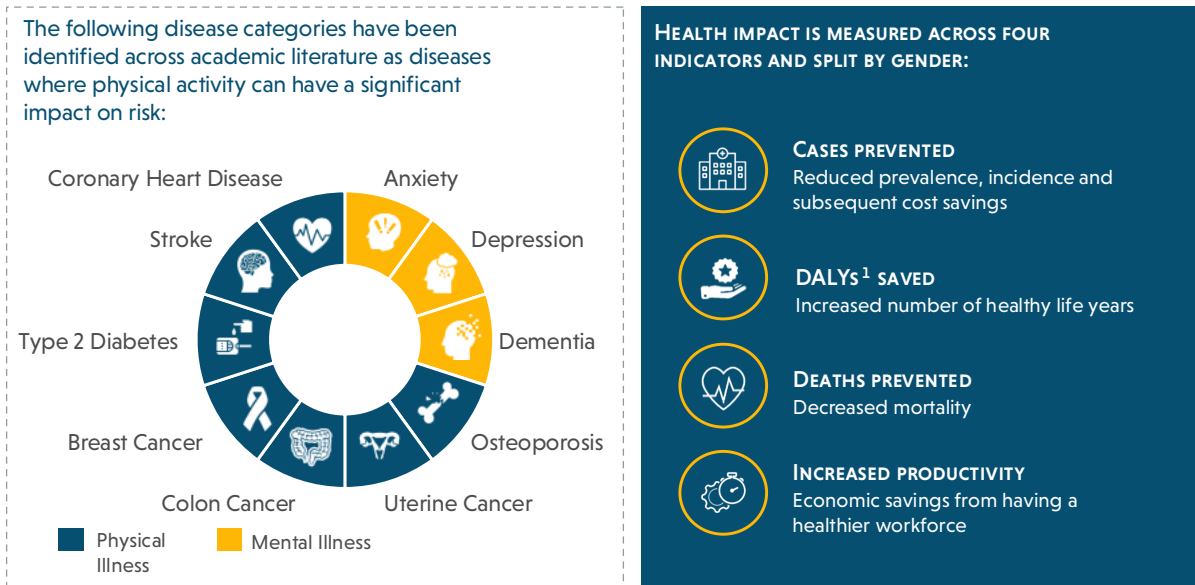 The following disease categories have been
identified across academic literature as diseases
where physical activity can have a significant
impact on risk:
Coronary Heart Disease
Anxiety
Stroke
Depression
Type 2 Diabetes
Dementia
Breast Cancer
Osteoporosis
Colon Cancer
Uterine Cancer
Physical
Illness
Mental Illness
HEALTH IMPACT IS MEASURED ACROSS FOUR
INDICATORS AND SPLIT BY GENDER:
CASES PREVENTED
Reduced prevalence, incidence and
subsequent cost savings
DALYS¹ SAVED
Increased number of healthy life years
DEATHS PREVENTED
Decreased mortality
INCREASED PRODUCTIVITY
Economic savings from having a
healthier workforce